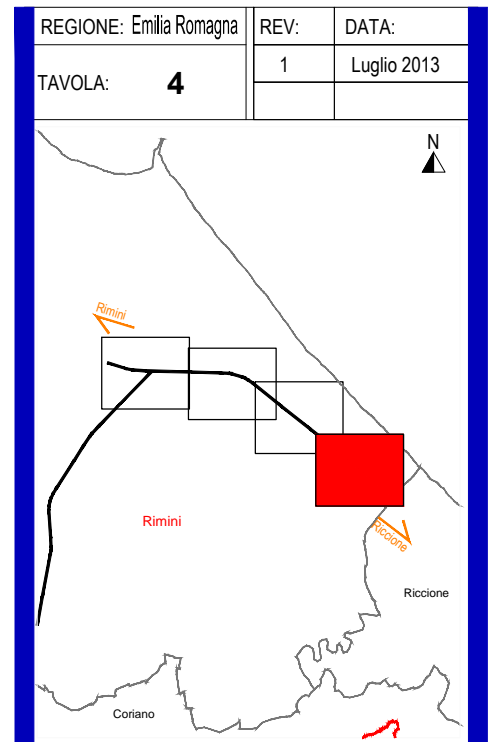 REGIONE: Emilia Romagna REV: DATA:
TAVOLA: 4 1 Luglio 2013
N
Rimini
Rimini
Riccione
Riccione
Coriano